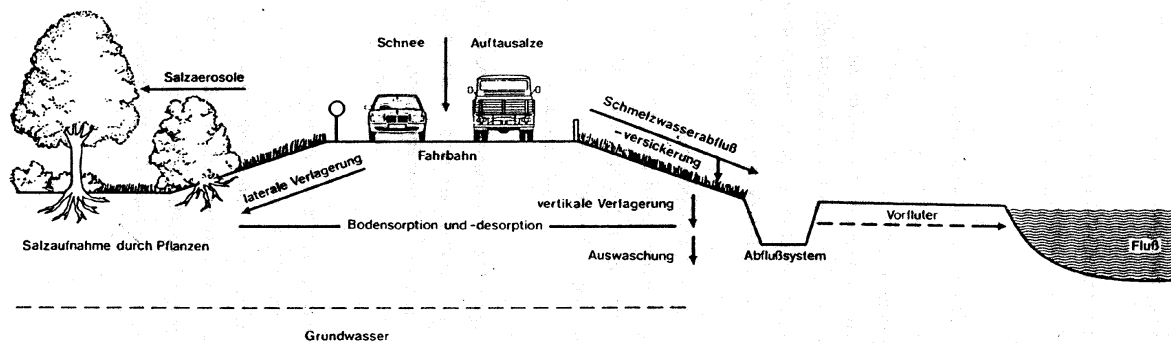 Schnee
Auftausalze
Salzaerosole
Schmelzwasserabfluß
-versickerung
Fahrbahn
laterale Verlagerung
vertikale Verlagerung
Vorfluter
Bodensorption und -desorption
Salzaufnahme durch Pflanzen
Fluß
Auswaschung
Abflußsystem
Grundwasser